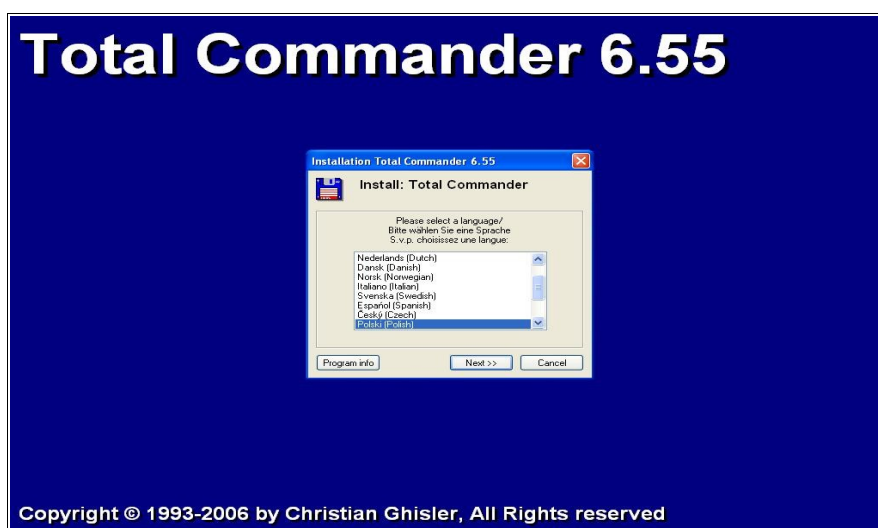 Total Commander 6.55
Installation Total Commander 6.55
Install: Total Commander
Please select a language/
Bitte wählen Sie eine Sprache
S.v.p. choisissez une langue:
Nederlands (Dutch)
Dansk (Danish)
Norsk (Norwegian)
Italiano (Italian)
Svenska (Swedish)
Español (Spanish)
Český (Czech)
Polski (Polish)
Program info
Next >>
Cancel
Copyright © 1993-2006 by Christian Ghisler, All Rights reserved